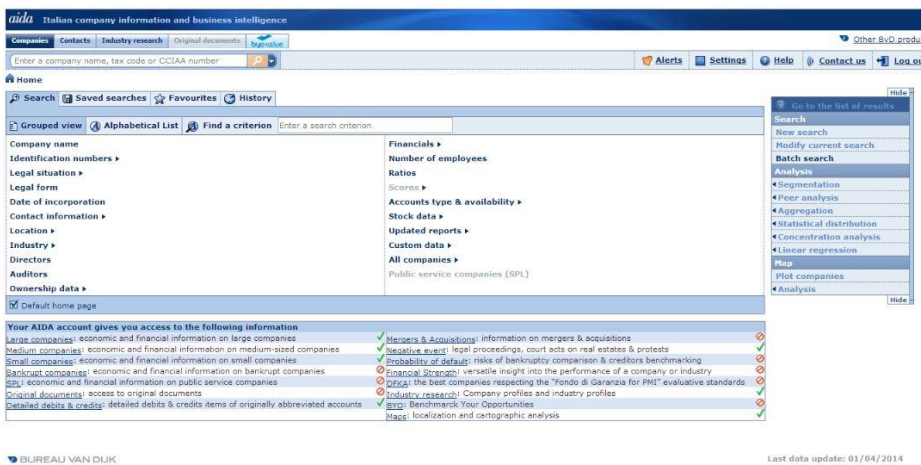 aida Italian company information and business intelligence
Companies Contacts Industry research Original documents byovalue
Other BvD produ
Enter a company name, tax code or CCIAA number
Alerts Settings Help Contact us Log ou
Home
Hide
Search Saved searches Favourites History
Go to the list of results
Grouped view Alphabetical List Find a criterion Enter a search criterion
Company name
Identification numbers
Legal situation
Legal form
Date of incorporation
Contact information
Location
Industry
Directors
Auditors
Ownership data
Financials
Number of employees
Ratios
Scores
Accounts type & availability
Stock data
Updated reports
Custom data
All companies
Public service companies (SPL)
Default home page
Search
New search
Modify current search
Batch search
Analysis
Segmentation
Peer analysis
Aggregation
Statistical distribution
Concentration analysis
Linear regression
Map
Plot companies
Analysis
Hide
Your AIDA account gives you access to the following information
Large companies: economic and financial information on large companies
Medium companies: economic and financial information on medium-sized companies
Small companies: economic and financial information on small companies
Bankrupt companies: economic and financial information on bankrupt companies
SPL: economic and financial information on public service companies
Original documents: access to original documents
Detailed debits & credits: detailed debits & credits items of originally abbreviated accounts
Mergers & Acquisitions: information on mergers & acquisitions
Negative event: legal proceedings, court acts on real estates & protests
Probability of default: risks of bankruptcy comparison & creditors benchmarking
Financial Strength: versatile insight into the performance of a company or industry
DFKA: the best companies respecting the "Fondo di Garanzia for PMI" evaluative standards
Industry research: Company profiles and industry profiles
BYO: Benchmarck Your Opportunities
Maps: localization and cartographic analysis
BUREAU VAN DIJK
Last data update: 01/04/2014